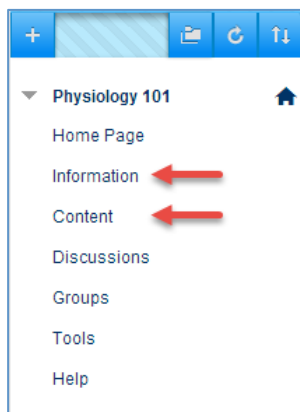 Physiology 101
Home Page
Information
Content
Discussions
Groups
Tools
Help